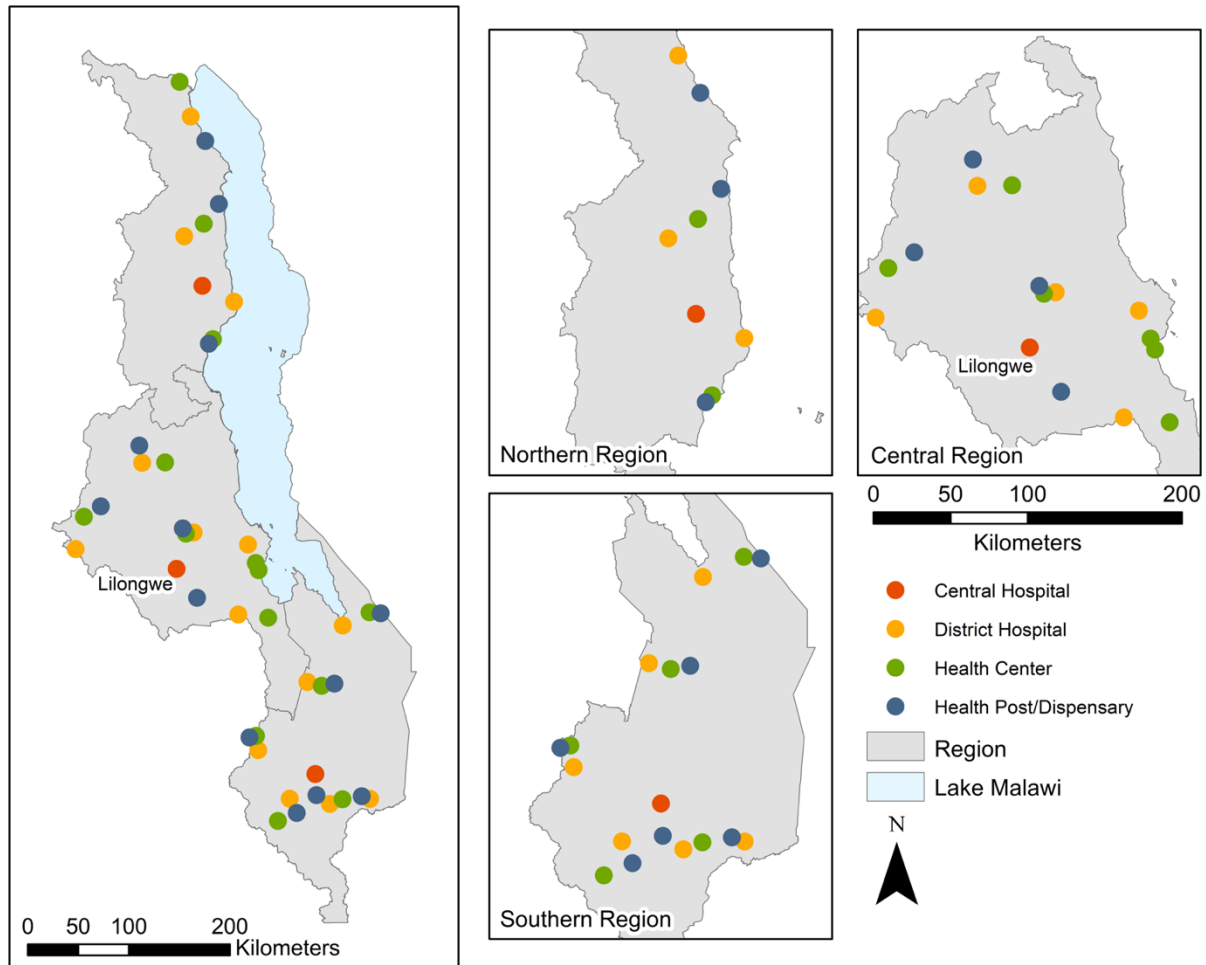 Lilongwe
0 50 100 200
Kilometers
Northern Region
Southern Region
Lilongwe
Central Region
0 50 100 200
Kilometers
Central Hospital
District Hospital
Health Center
Health Post/Dispensary
Region
Lake Malawi
N